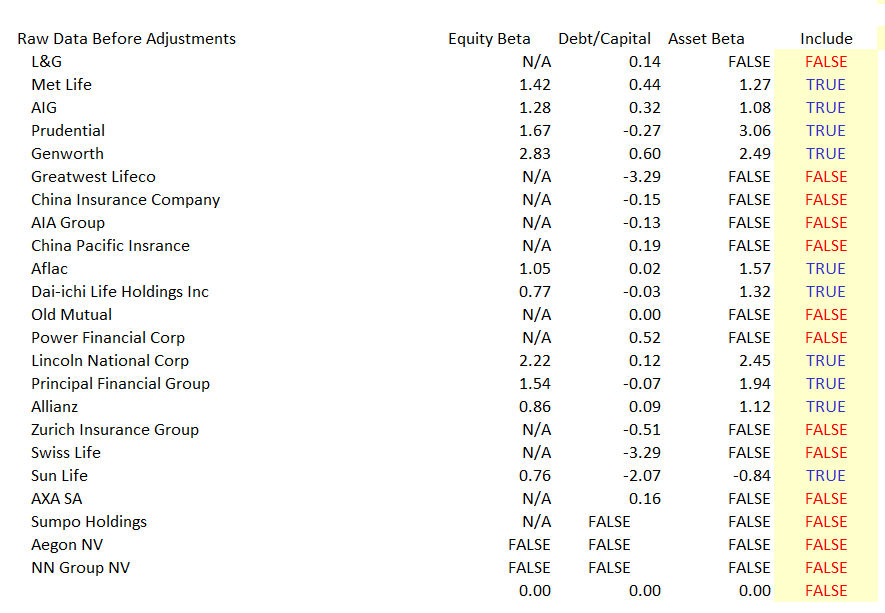 Raw Data Before Adjustments Equity Beta Debt/Capital Asset Beta Include
L&G N/A 0.14 FALSE FALSE
Met Life 1.42 0.44 1.27 TRUE
AIG 1.28 0.32 1.08 TRUE
Prudential 1.67 -0.27 3.06 TRUE
Genworth 2.83 0.60 2.49 TRUE
Greatwest Lifeco N/A -3.29 FALSE FALSE
China Insurance Company N/A -0.15 FALSE FALSE
AIA Group N/A -0.13 FALSE FALSE
China Pacific Insrance N/A 0.19 FALSE FALSE
Aflac 1.05 0.02 1.57 TRUE
Dai-ichi Life Holdings Inc 0.77 -0.03 1.32 TRUE
Old Mutual N/A 0.00 FALSE FALSE
Power Financial Corp N/A 0.52 FALSE FALSE
Lincoln National Corp 2.22 0.12 2.45 TRUE
Principal Financial Group 1.54 -0.07 1.94 TRUE
Allianz 0.86 0.09 1.12 TRUE
Zurich Insurance Group N/A -0.51 FALSE FALSE
Swiss Life N/A -3.29 FALSE FALSE
Sun Life 0.76 -2.07 -0.84 TRUE
AXA SA N/A 0.16 FALSE FALSE
Sumpo Holdings N/A FALSE FALSE FALSE
Aegon NV FALSE FALSE FALSE FALSE
NN Group NV FALSE FALSE FALSE FALSE
0.00 0.00 0.00 FALSE